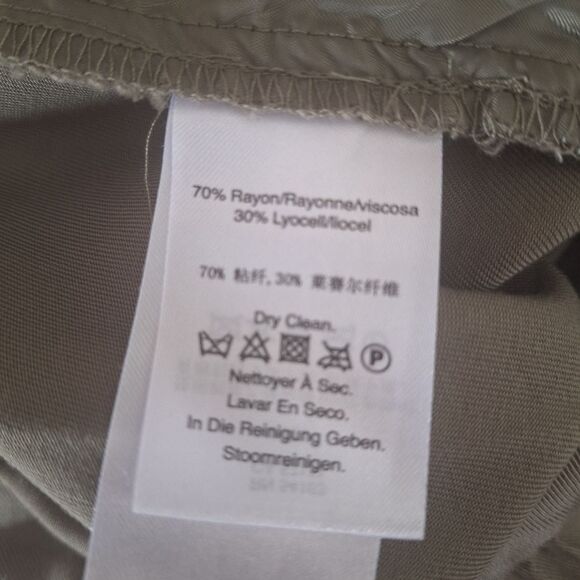 70% Rayon/Rayonne/viscosa
30% Lyocell/liocel
70% 粘纤,30% 莱赛尔纤维
Dry Clean.
P
Nettoyer À Sec.
Lavar En Seco.
In Die Reinigung Geben.
Stoomreinigen.